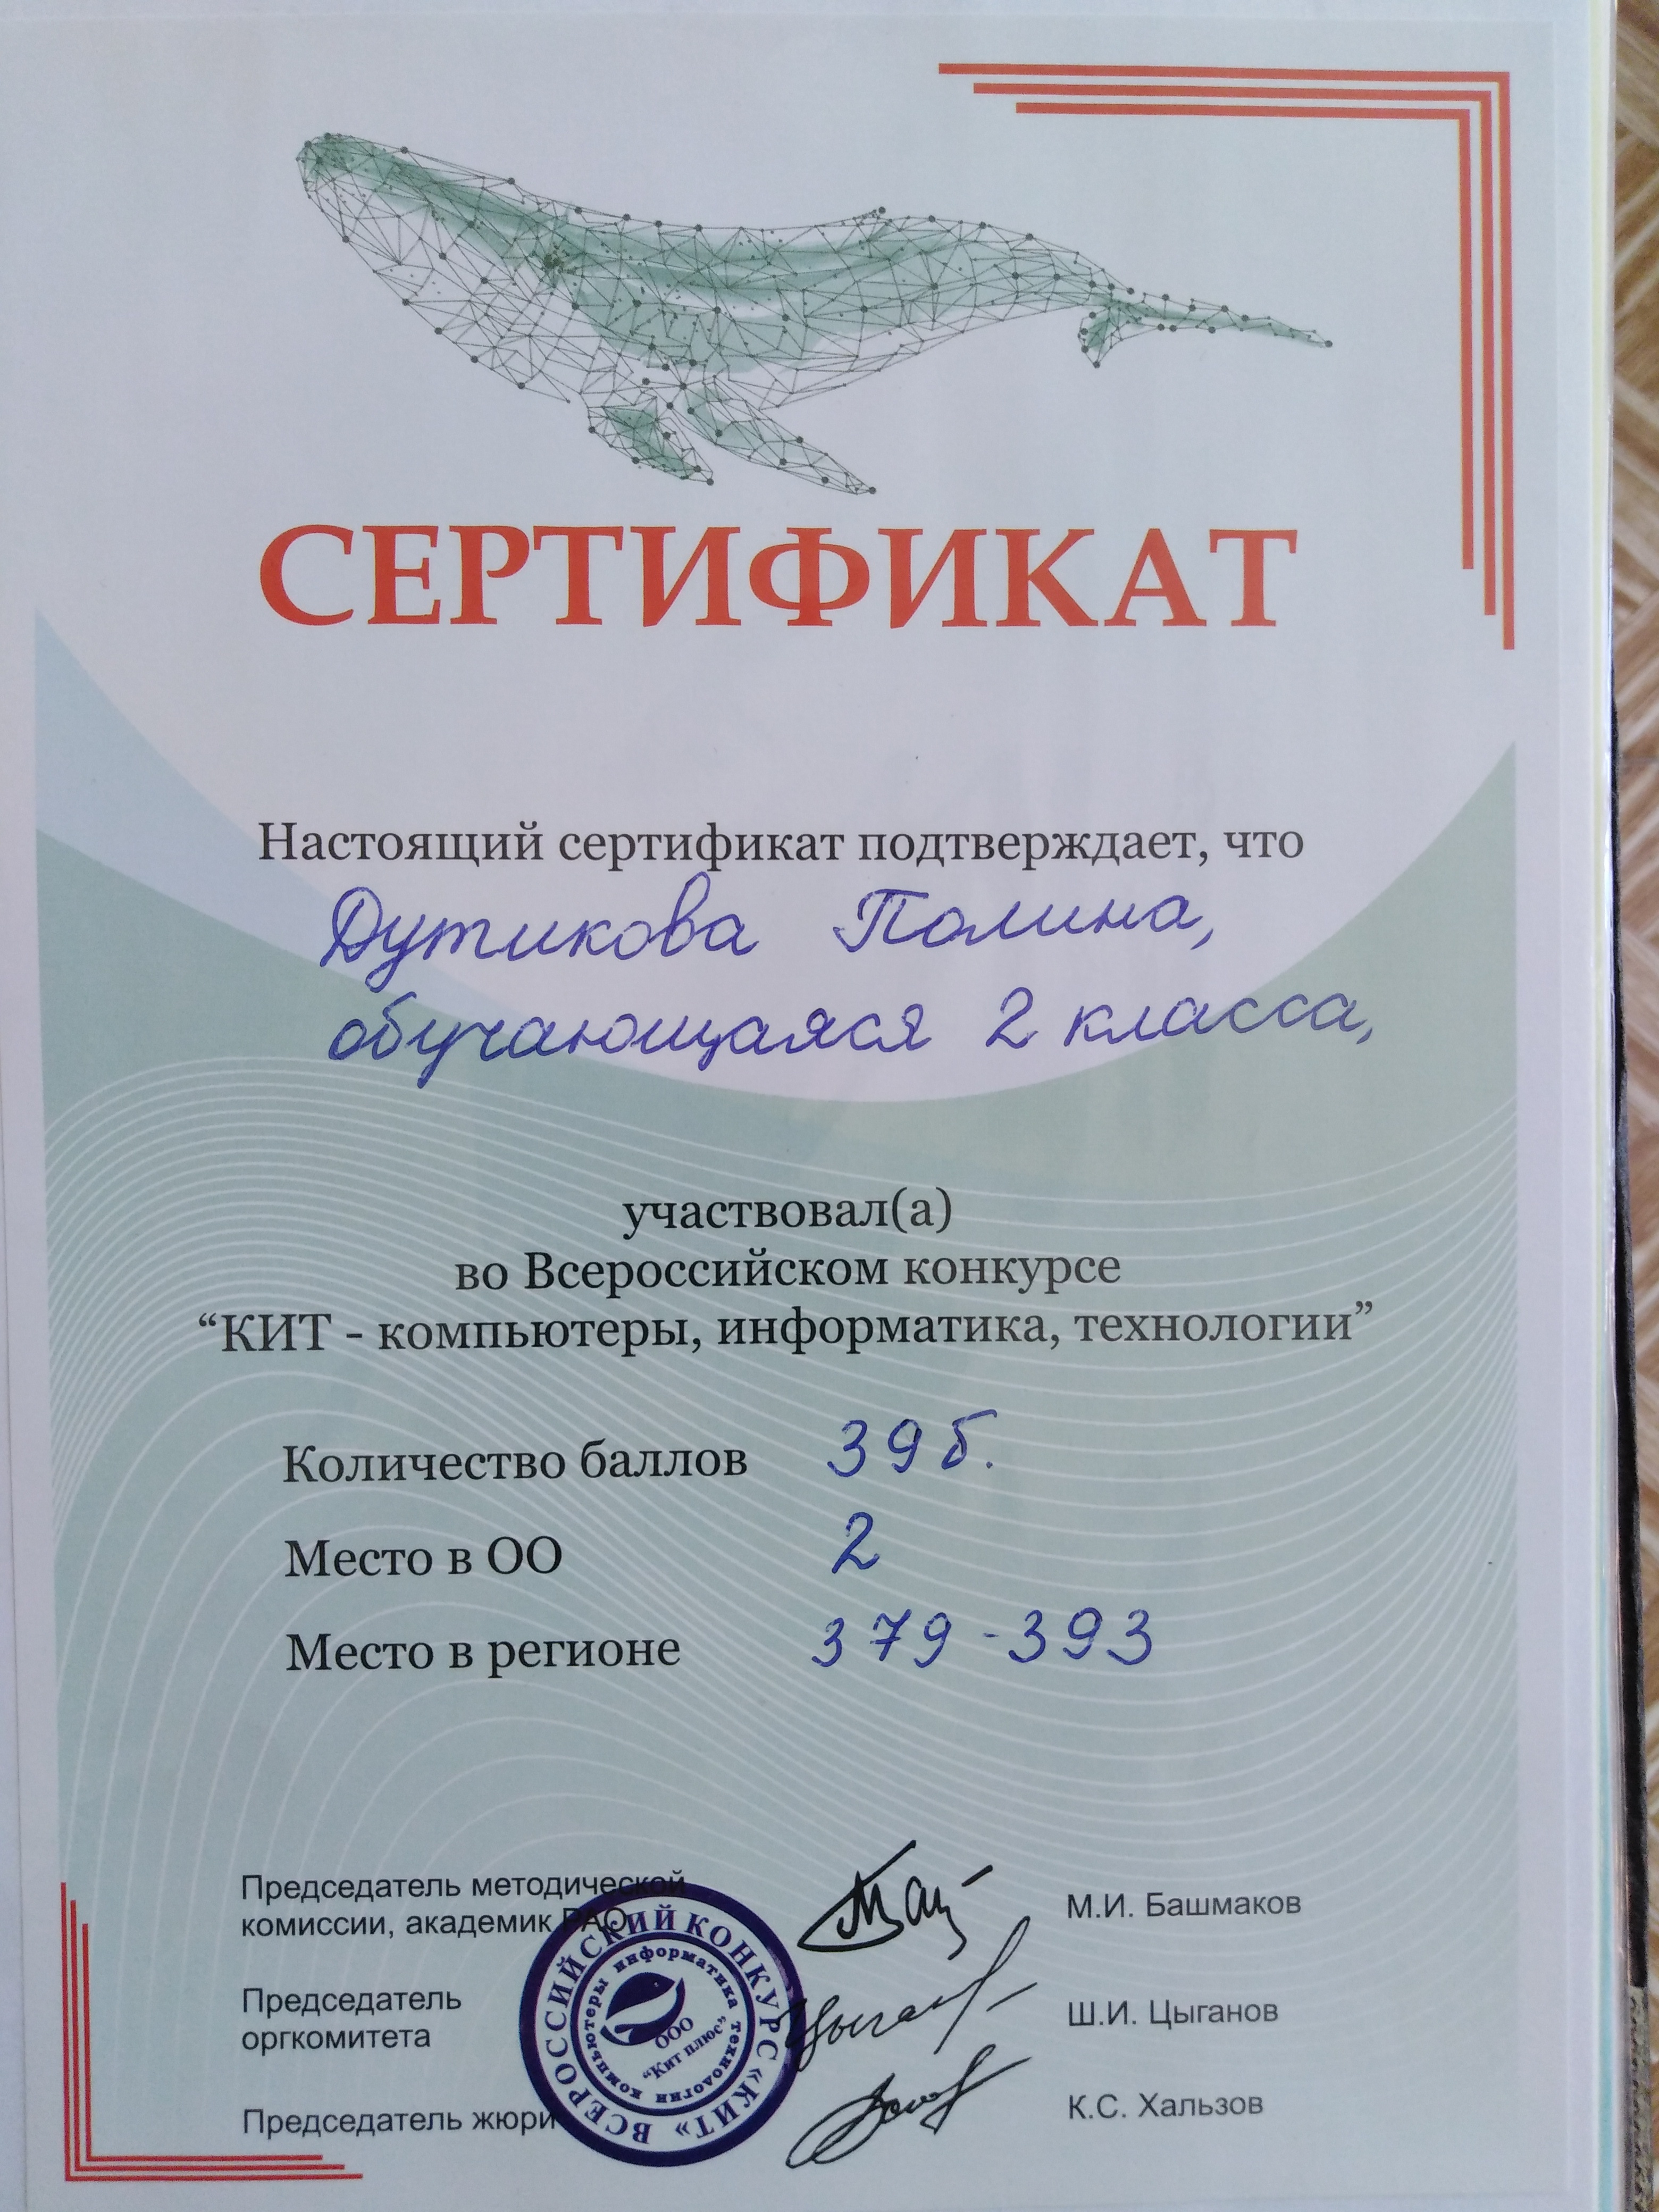 СЕРТИФИКАТ
Настоящий сертификат подтверждает, что
Дутикова Полина,
обучающаяся 2 класса,
участвовал(а)
во Всероссийском конкурсе
“КИТ - компьютеры, информатика, технологии”
Количество баллов 39б.
Место в ОО 2
Место в регионе 379-393
Председатель методической
комиссии, академик РАО
М.И. Башмаков
Председатель
оргкомитета
Ш.И. Цыганов
Председатель жюри
К.С. Хальзов
ВСЕРОССИЙСКИЙ КОНКУРС «КИТ»
компьютеры информатика технологии
ООО
“Кит плюс”